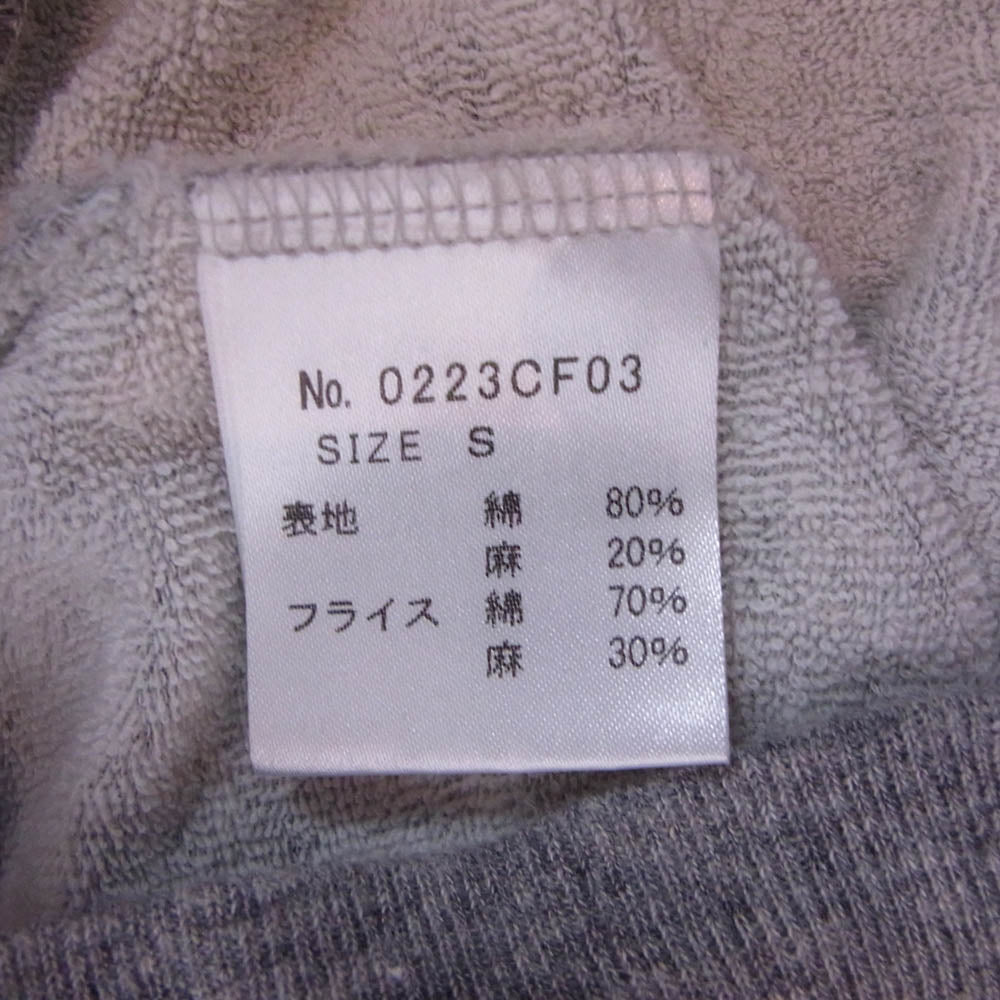 No. 0223CF03
SIZE S
表地 綿 80%
麻 20%
フライス 綿 70%
麻 30%